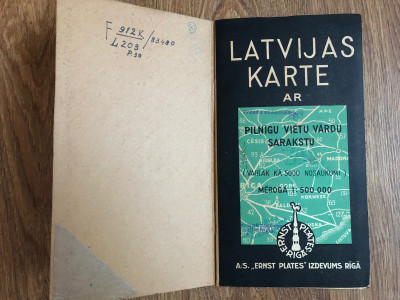 F 912K/83480
L 203
P.32
LATVIJAS
KARTE
AR
PILNĪGU VIETU VĀRDU
SARAKSTU
(VAIRĀK KĀ 5000 NOSAUKUMI)
MĒROGĀ 1:500 000
ERNST PLATES
RĪGĀ
A.S. „ERNST PLATES" IZDEVUMS RĪGĀ